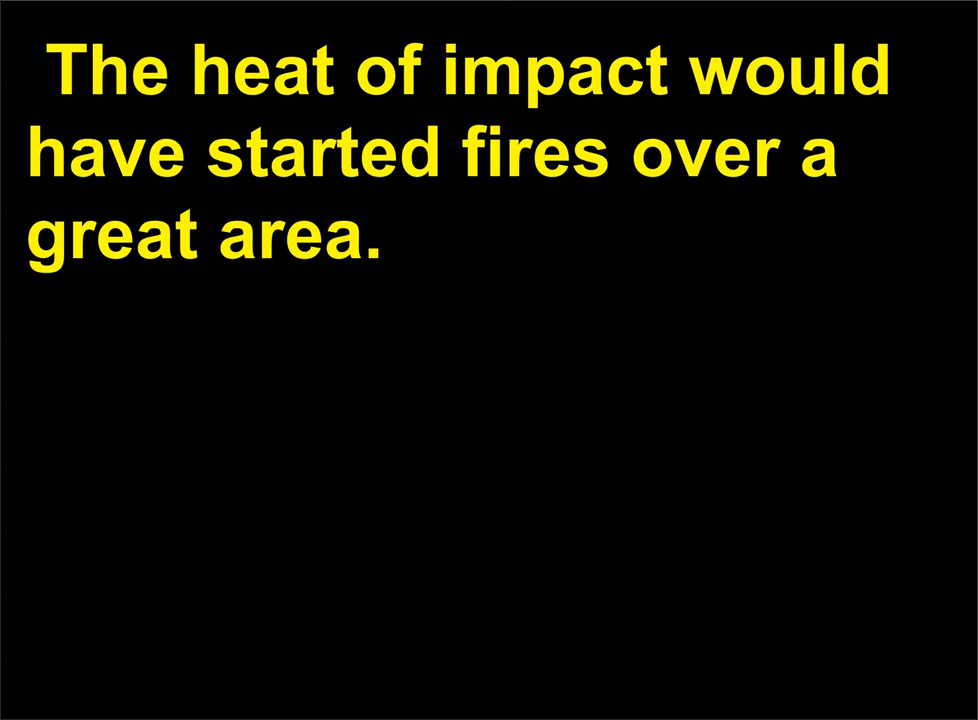 The heat of impact would
have started fires over a
great area.